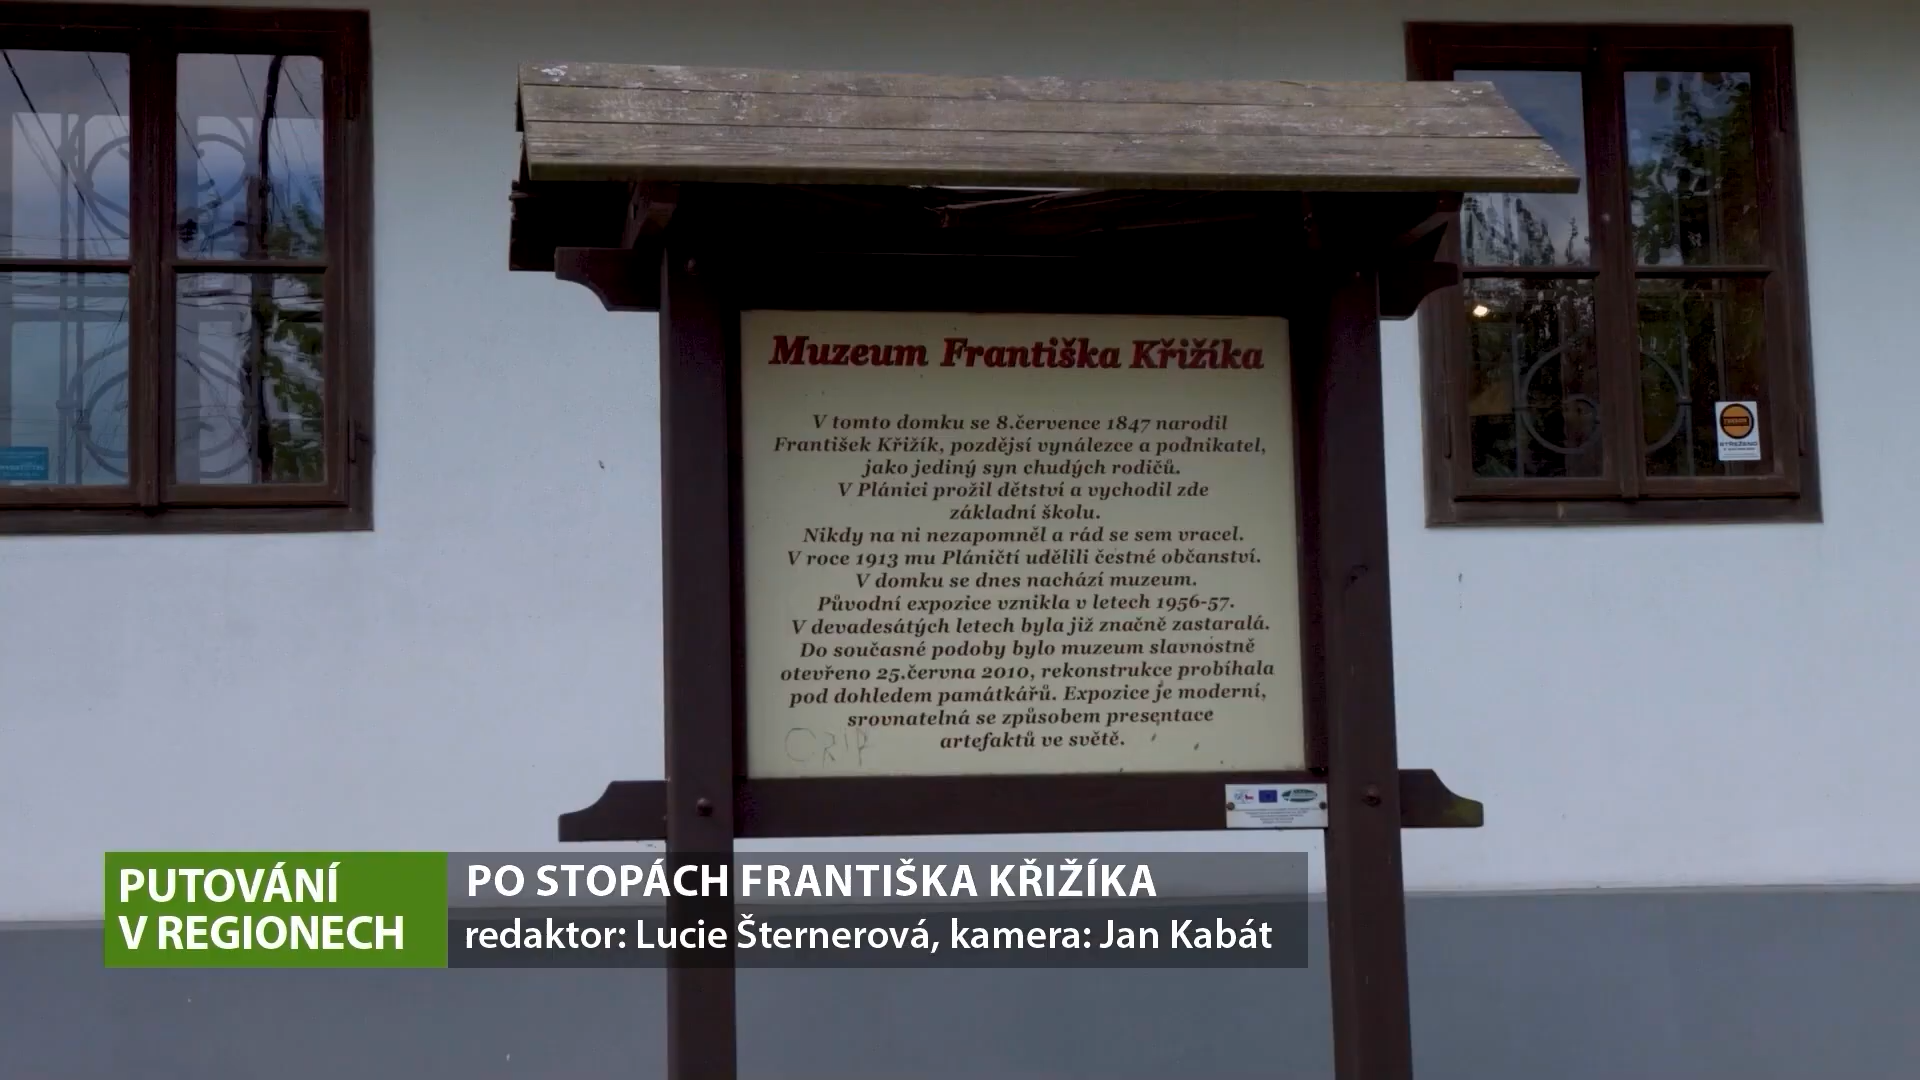 Muzeum Františka Křižíka
V tomto domku se 8.července 1847 narodil
František Křižík, pozdější vynálezce a podnikatel,
jako jediný syn chudých rodičů.
V Plánici prožil dětství a vychodil zde
základní školu.
Nikdy na ni nezapomněl a rád se sem vracel.
V roce 1913 mu Pláničtí udělili čestné občanství.
V domku se dnes nachází muzeum.
Původní expozice vznikla v letech 1956-57.
V devadesátých letech byla již značně zastaralá.
Do současné podoby bylo muzeum slavnostně
otevřeno 25.června 2010, rekonstrukce probíhala
pod dohledem památkářů. Expozice je moderní,
srovnatelná se způsobem presentace
artefaktů ve světě.
STŘEŽENO
PUTOVÁNÍ
V REGIONECH
PO STOPÁCH FRANTIŠKA KŘIŽÍKA
redaktor: Lucie Šternerová, kamera: Jan Kabát